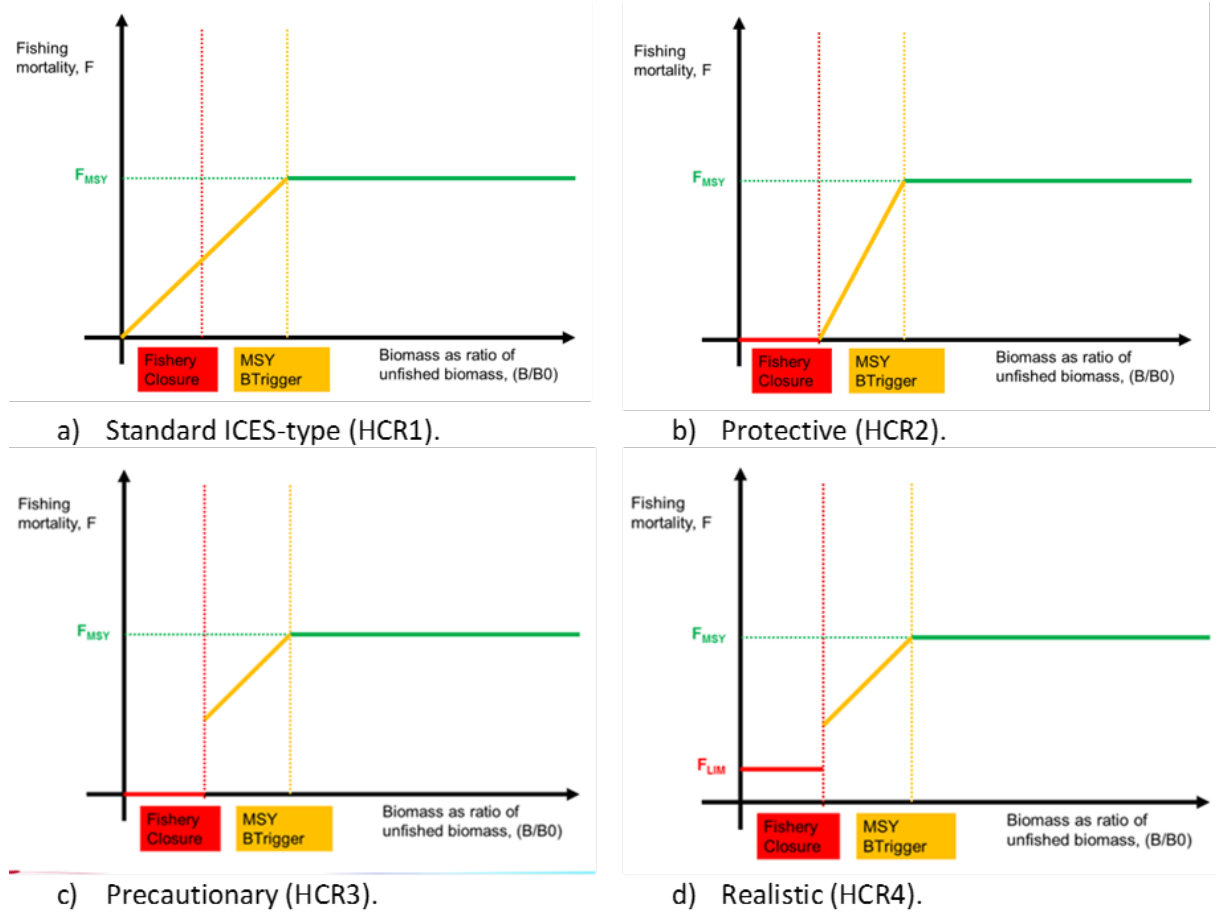 Fishing
mortality, F
FMSY
Fishery
Closure
MSY
BTrigger
Biomass as ratio of
unfished biomass, (B/B0)
a) Standard ICES-type (HCR1).
Fishing
mortality, F
FMSY
Fishery
Closure
MSY
BTrigger
Biomass as ratio of
unfished biomass, (B/B0)
b) Protective (HCR2).
Fishing
mortality, F
FMSY
Fishery
Closure
MSY
BTrigger
Biomass as ratio of
unfished biomass, (B/B0)
c) Precautionary (HCR3).
Fishing
mortality, F
FMSY
FLIM
Fishery
Closure
MSY
BTrigger
Biomass as ratio of
unfished biomass, (B/B0)
d) Realistic (HCR4).